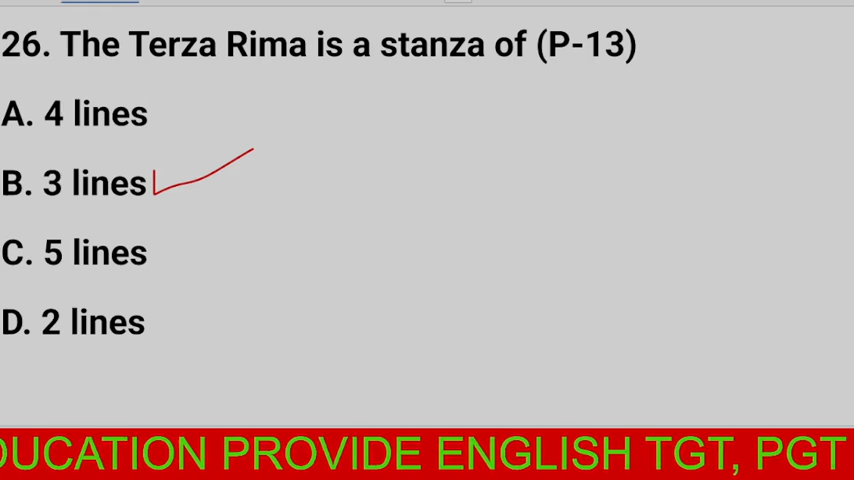 26. The Terza Rima is a stanza of (P-13)
A. 4 lines
B. 3 lines
C. 5 lines
D. 2 lines
EDUCATION PROVIDE ENGLISH TGT, PGT